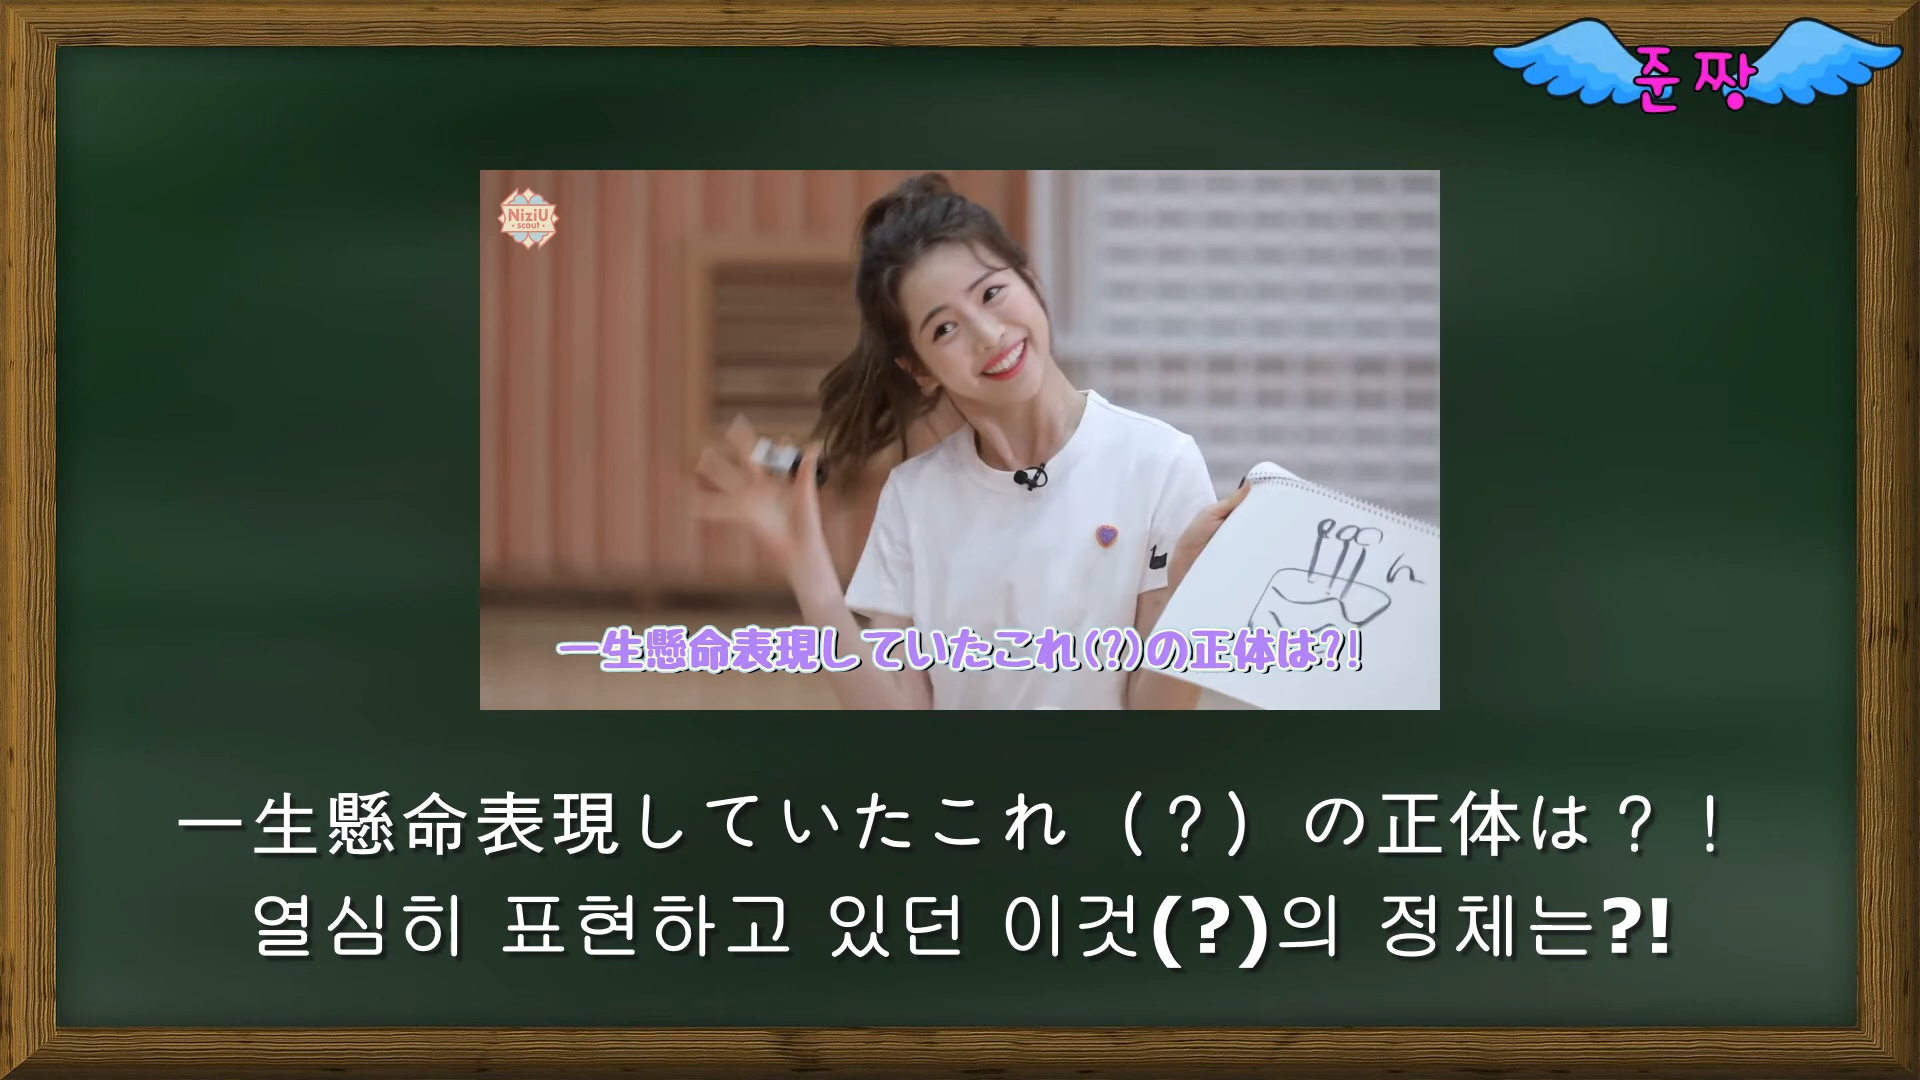 준짱
NiziU
scout
一生懸命表現していたこれ(?)の正体は?!
一生懸命表現していたこれ（？）の正体は？！
열심히 표현하고 있던 이것(?)의 정체는?!